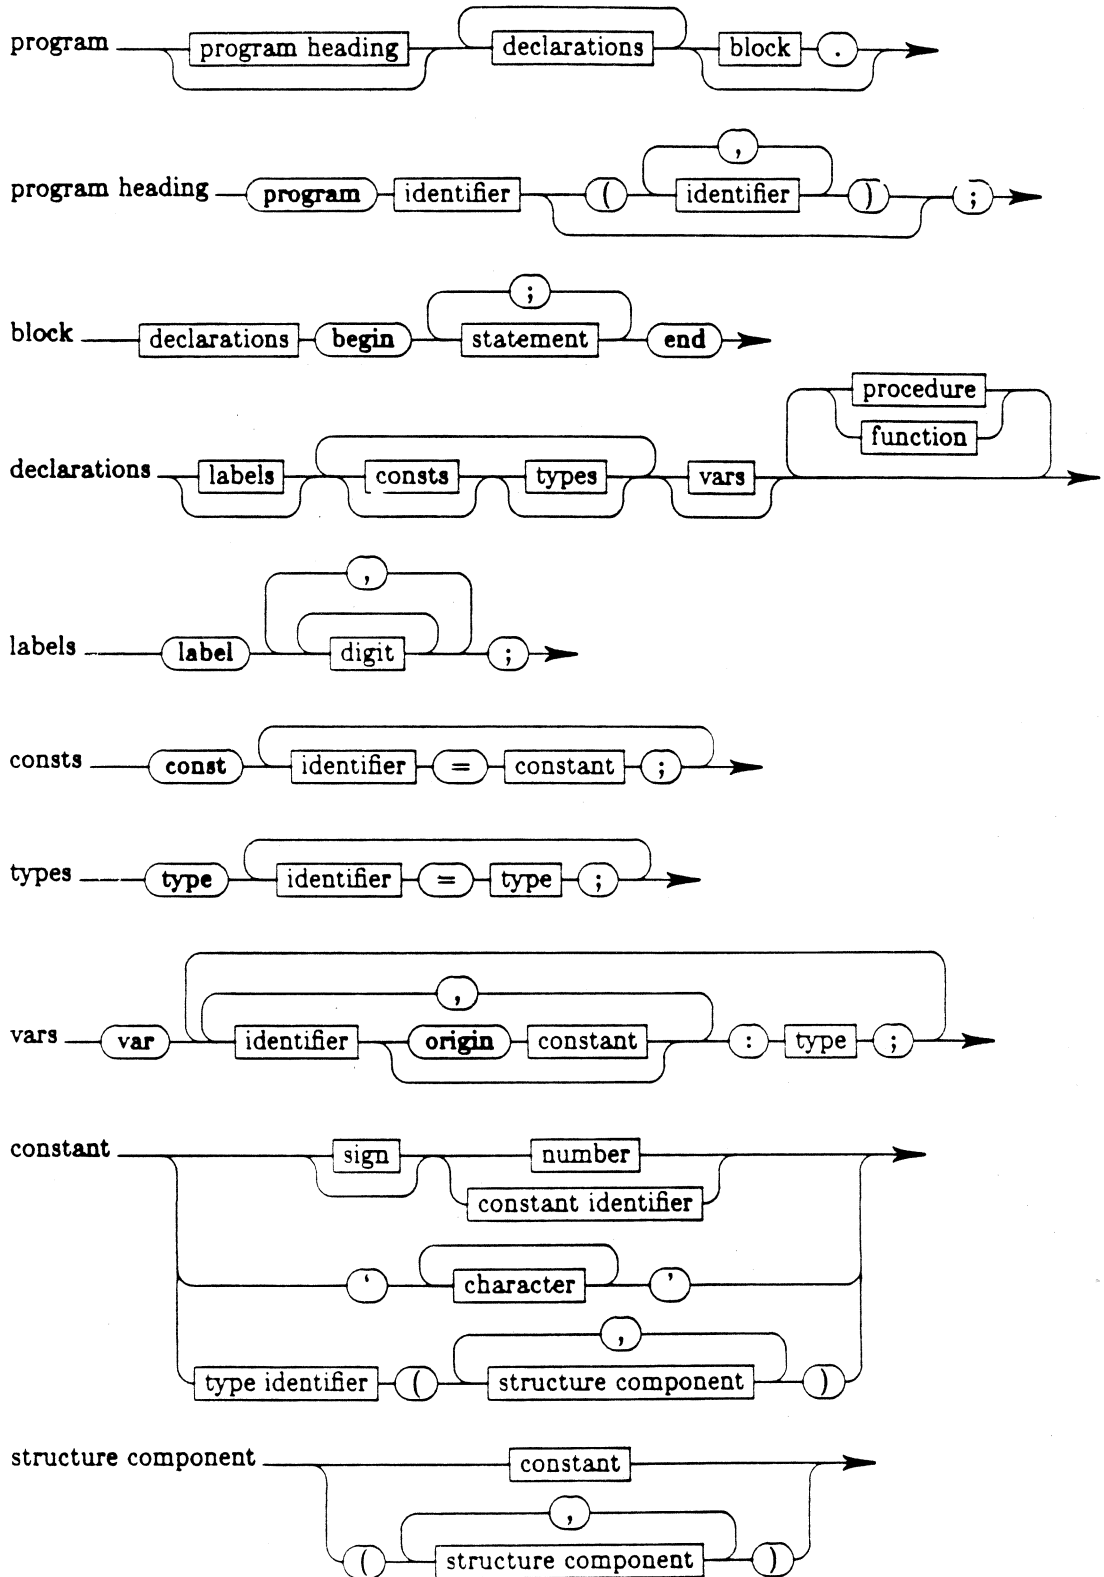 program program heading declarations block .
,
program heading program identifier ( identifier ) ;
;
block declarations begin statement end
procedure
function
declarations labels consts types vars
,
labels label digit ;
consts const identifier = constant ;
types type identifier = type ;
,
vars var identifier origin constant : type ;
constant sign number
constant identifier
‘ character ’
,
type identifier ( structure component )
structure component constant
,
( structure component )